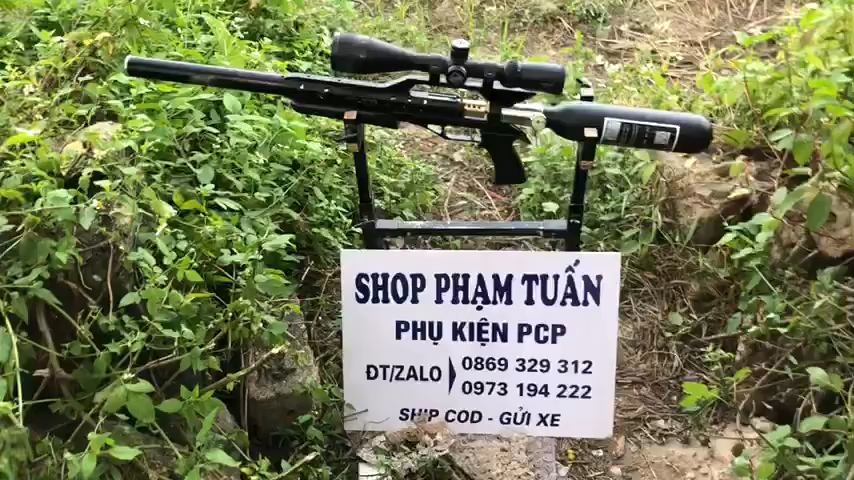 SHOP PHẠM TUẤN
PHỤ KIỆN PCP
ĐT/ZALO 0869 329 312
0973 194 222
SHIP COD - GỬI XE